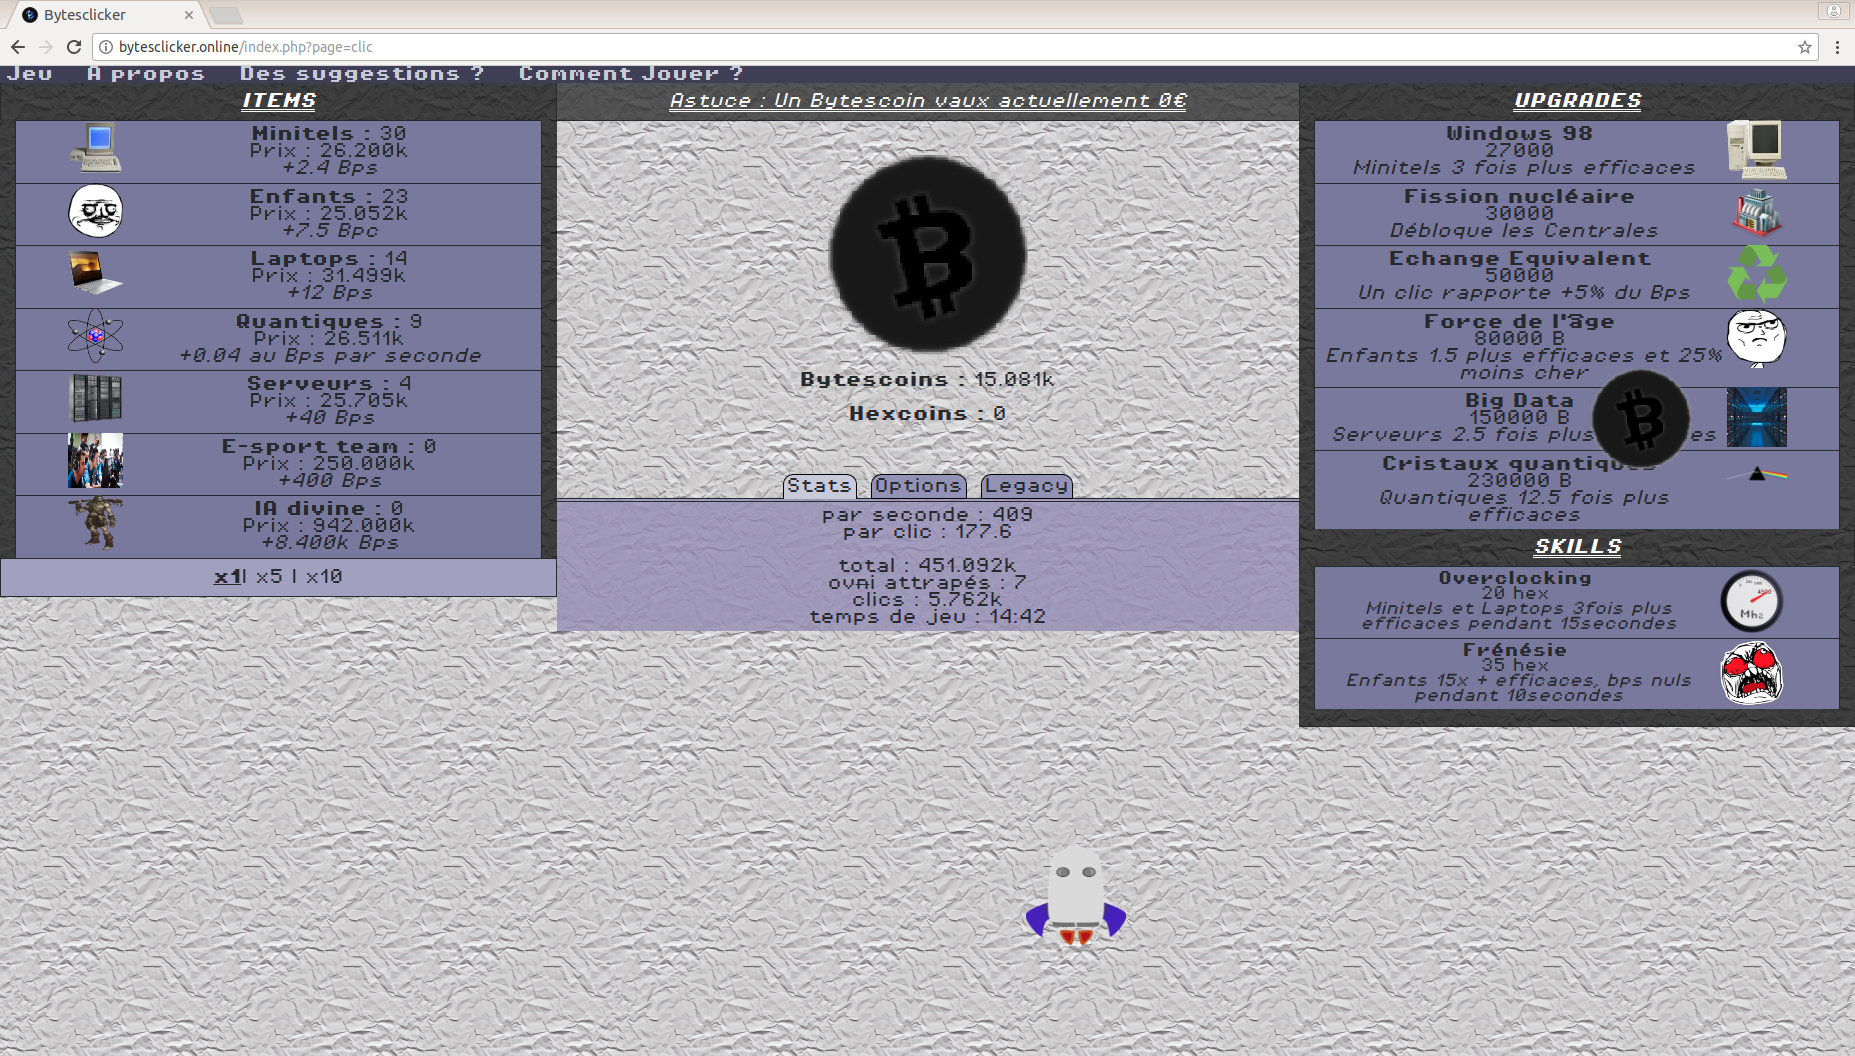 Bytesclicker
bytesclicker.online/index.php?page=clic
Jeu A propos Des suggestions ? Comment Jouer ?
ITEMS
Minitels : 30
Prix : 26.200k
+2.4 Bps
Enfants : 23
Prix : 25.052k
+7.5 Bpc
Laptops : 14
Prix : 31.499k
+12 Bps
Quantiques : 9
Prix : 26.511k
+0.04 au Bps par seconde
Serveurs : 4
Prix : 25.705k
+40 Bps
E-sport team : 0
Prix : 250.000k
+400 Bps
IA divine : 0
Prix : 942.000k
+8.400k Bps
x1| x5 | x10
Astuce : Un Bytescoin vaux actuellement 0€
Bytescoins : 15.081k
Hexcoins : 0
Stats Options Legacy
par seconde : 409
par clic : 177.6
total : 451.092k
ovni attrapés : 7
clics : 5.762k
temps de jeu : 14:42
UPGRADES
Windows 98
27000
Minitels 3 fois plus efficaces
Fission nucléaire
30000
Débloque les Centrales
Echange Equivalent
50000
Un clic rapporte +5% du Bps
Force de l'âge
80000 B
Enfants 1.5 plus efficaces et 25%
moins cher
Big Data
150000 B
Serveurs 2.5 fois plus
Cristaux
230000 B
Quantiques 12.5 fois plus
efficaces
SKILLS
Overclocking
20 hex
Minitels et Laptops 3fois plus
efficaces pendant 15secondes
4500
Mhz
Frénésie
35 hex
Enfants 15x + efficaces, bps nuls
pendant 10secondes